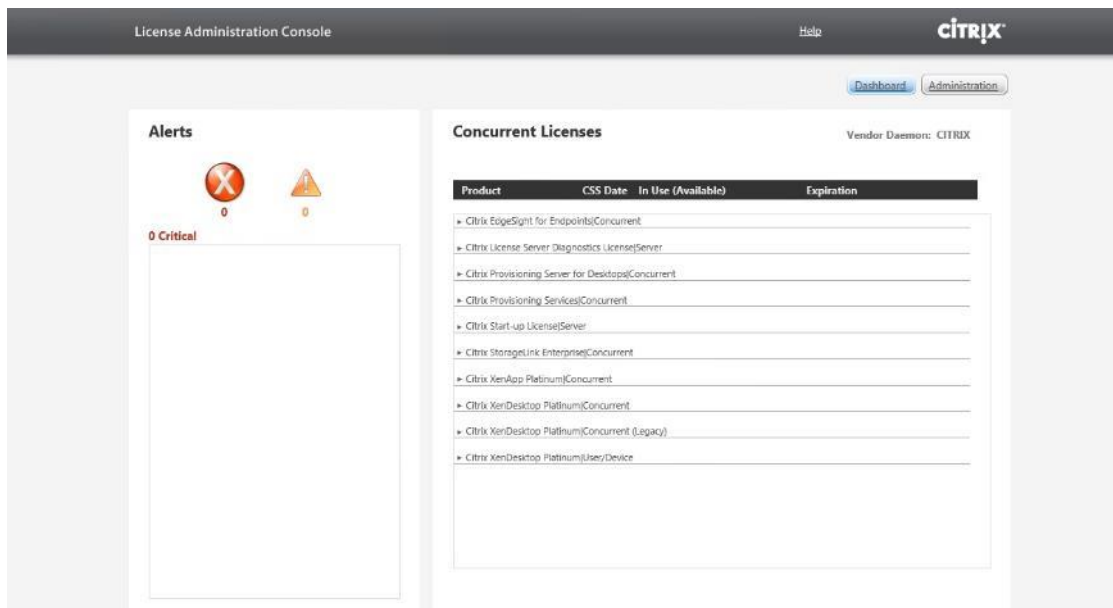 License Administration Console
Help
CİTRIX
Dashboard
Administration
Alerts
0
0
0 Critical
Concurrent Licenses
Vendor Daemon: CITRIX
Product CSS Date In Use (Available) Expiration
▸ Citrix EdgeSight for Endpoints|Concurrent
▸ Citrix License Server Diagnostics License|Server
▸ Citrix Provisioning Server for Desktops|Concurrent
▸ Citrix Provisioning Services|Concurrent
▸ Citrix Start-up License|Server
▸ Citrix StorageLink Enterprise|Concurrent
▸ Citrix XenApp Platinum|Concurrent
▸ Citrix XenDesktop Platinum|Concurrent
▸ Citrix XenDesktop Platinum|Concurrent (Legacy)
▸ Citrix XenDesktop Platinum|User/Device